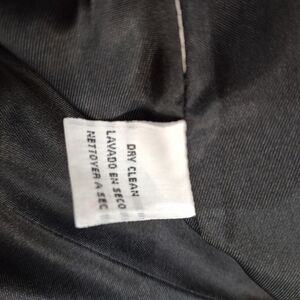 DRY CLEAN
LAVADO EN SECO
NETTOYER A SEC